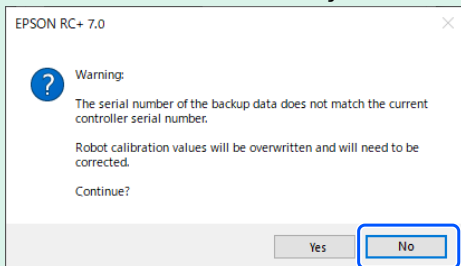 EPSON RC+ 7.0
Warning:
The serial number of the backup data does not match the current
controller serial number.
Robot calibration values will be overwritten and will need to be
corrected.
Continue?
Yes
No